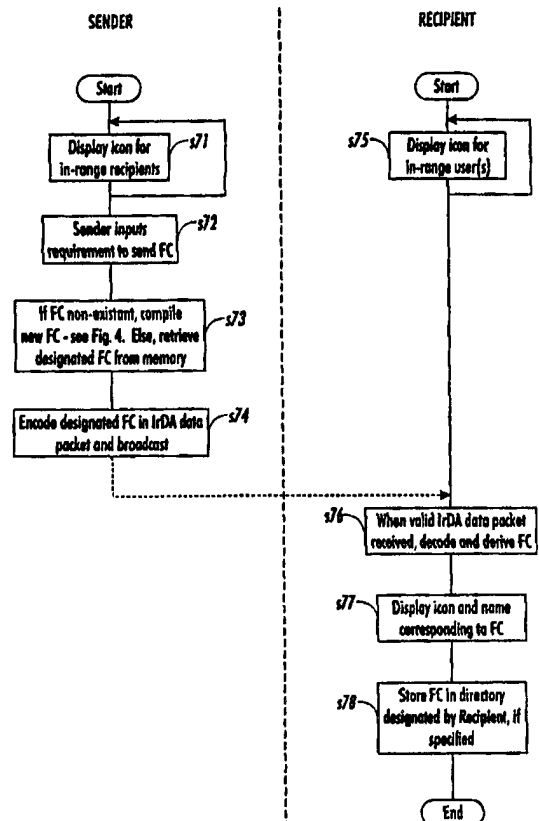 SENDER
Start
Display icon for
in-range recipients
s71
Sender inputs
requirement to send FC
s72
If FC non-existant, compile
new FC - see Fig. 4. Else, retrieve
designated FC from memory
s73
Encode designated FC in IrDA data
packet and broadcast
s74
RECIPIENT
Start
s75
Display icon for
in-range user(s)
s76
When valid IrDA data packet
received, decode and derive FC
s77
Display icon and name
corresponding to FC
s78
Store FC in directory
designated by Recipient, if
specified
End